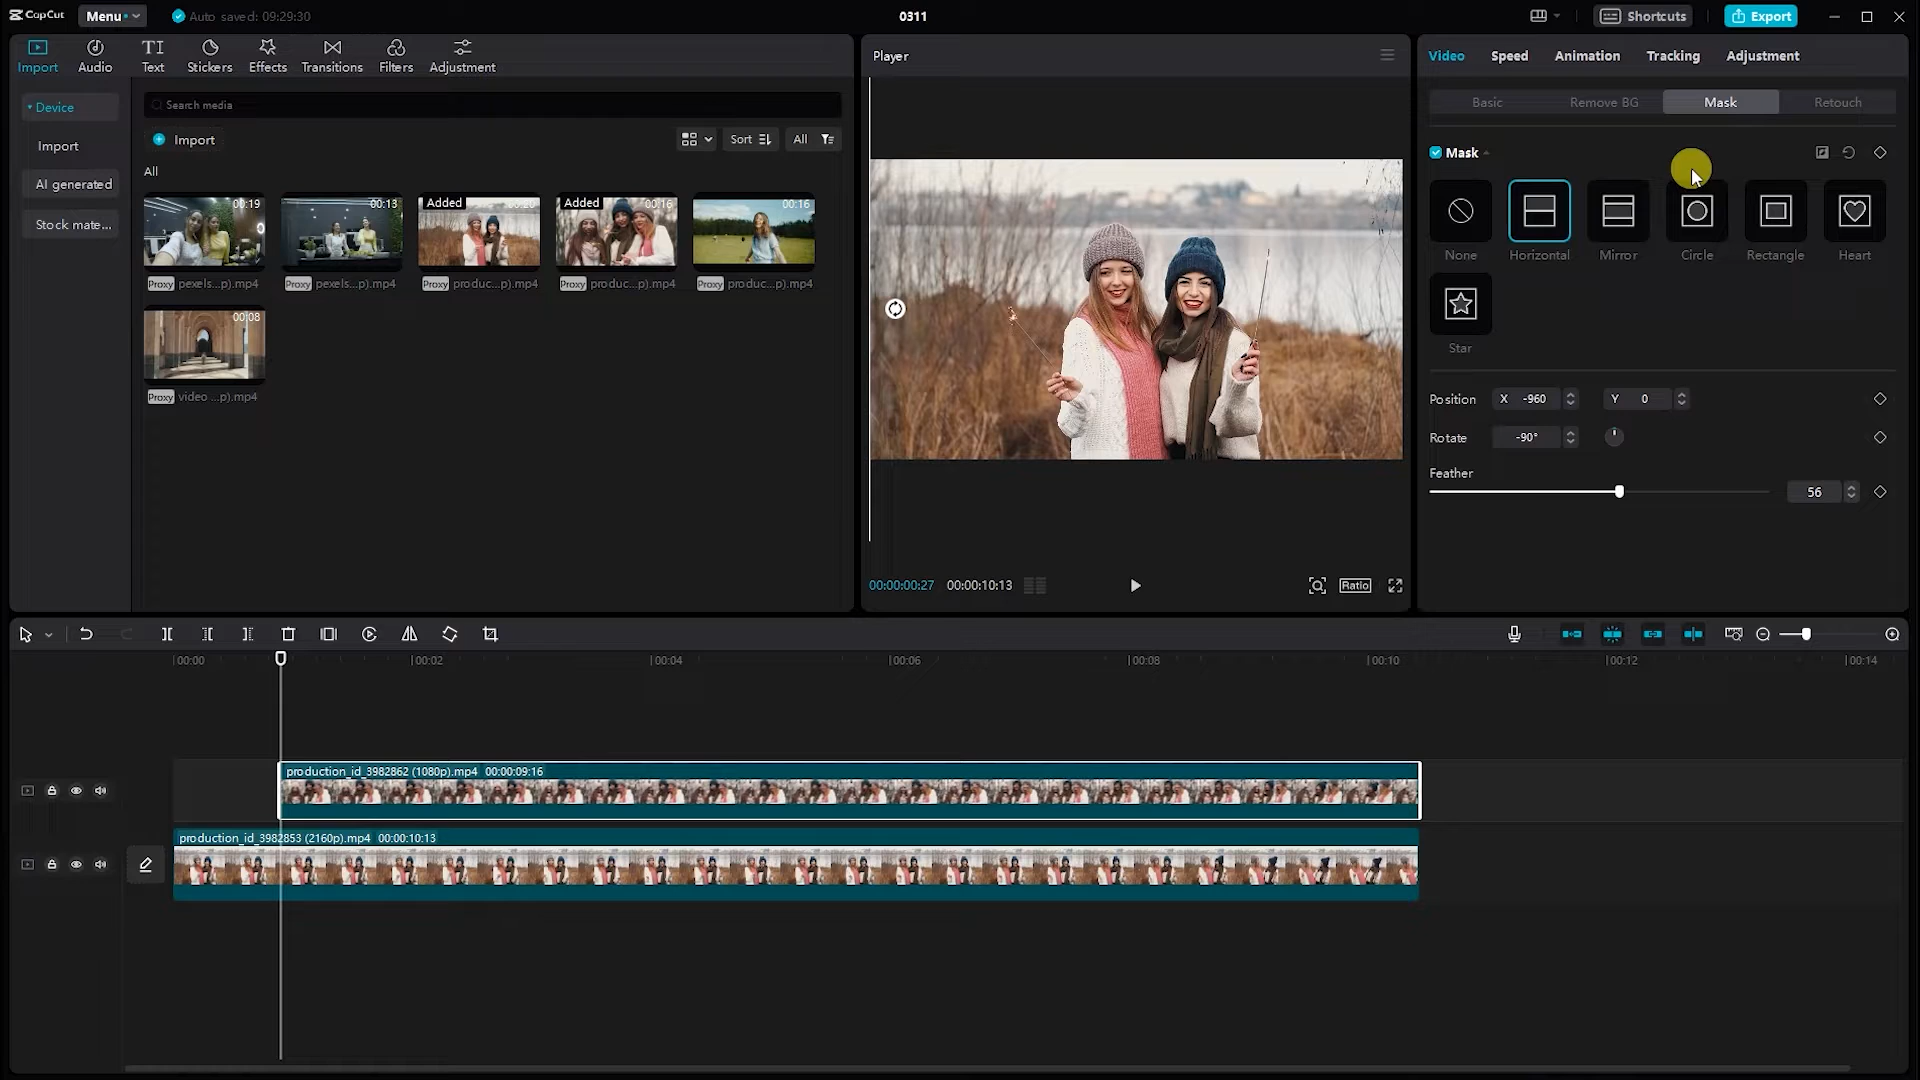 CapCut
Menu
Auto saved: 09:29:30
0311
Shortcuts
Export
Import
Audio
TI
Text
Stickers
Effects
Transitions
Filters
Adjustment
Device
Import
AI generated
Stock mate...
Search media
Import
Sort
All
All
00:19
00:13
Added
Added
00:16
00:16
Proxy pexels...p).mp4
Proxy pexels...p).mp4
Proxy produc...p).mp4
Proxy produc...p).mp4
Proxy produc...p).mp4
00:08
Proxy video ...p).mp4
Player
00:00:00:27
00:00:10:13
Ratio
Video
Speed
Animation
Tracking
Adjustment
Basic
Remove BG
Mask
Retouch
Mask
None
Horizontal
Mirror
Circle
Rectangle
Heart
Star
Position X -960 Y 0
Rotate -90°
Feather
56
00:00
00:02
00:04
00:06
00:08
00:10
00:12
00:14
production_id_3982862 (1080p).mp4 00:00:09:16
production_id_3982853 (2160p).mp4 00:00:10:13